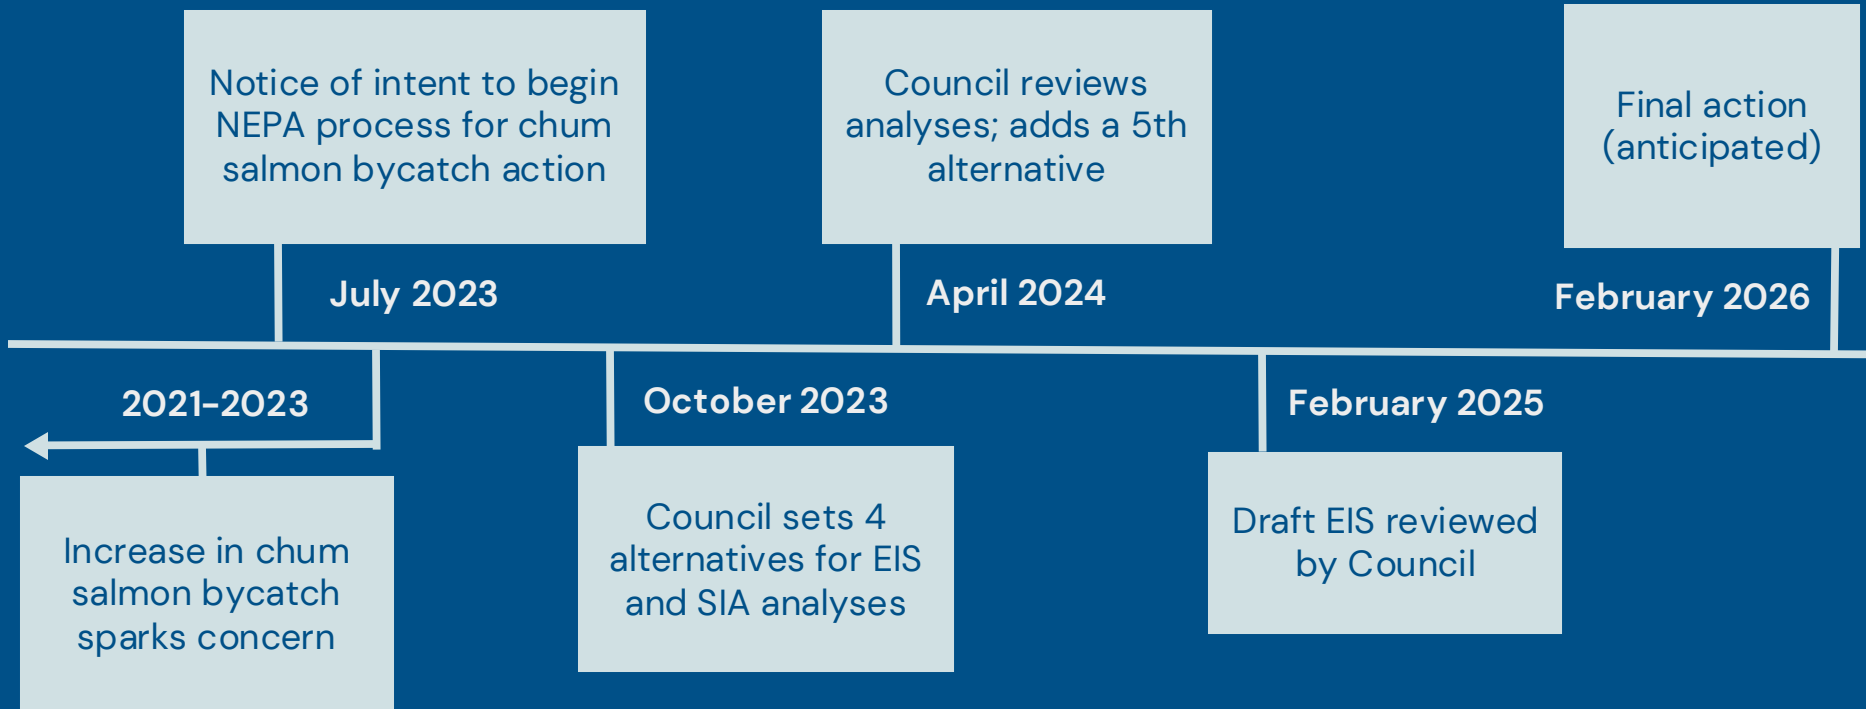 Notice of intent to begin
NEPA process for chum
salmon bycatch action
July 2023
Council reviews
analyses; adds a 5th
alternative
April 2024
Final action
(anticipated)
February 2026
2021-2023
Increase in chum
salmon bycatch
sparks concern
October 2023
Council sets 4
alternatives for EIS
and SIA analyses
February 2025
Draft EIS reviewed
by Council